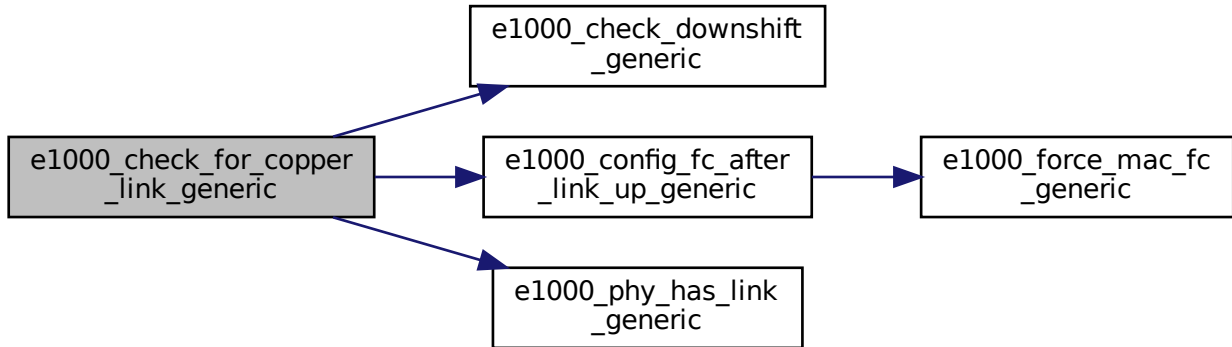 e1000_check_downshift
_generic
e1000_check_for_copper
_link_generic
e1000_config_fc_after
_link_up_generic
e1000_force_mac_fc
_generic
e1000_phy_has_link
_generic